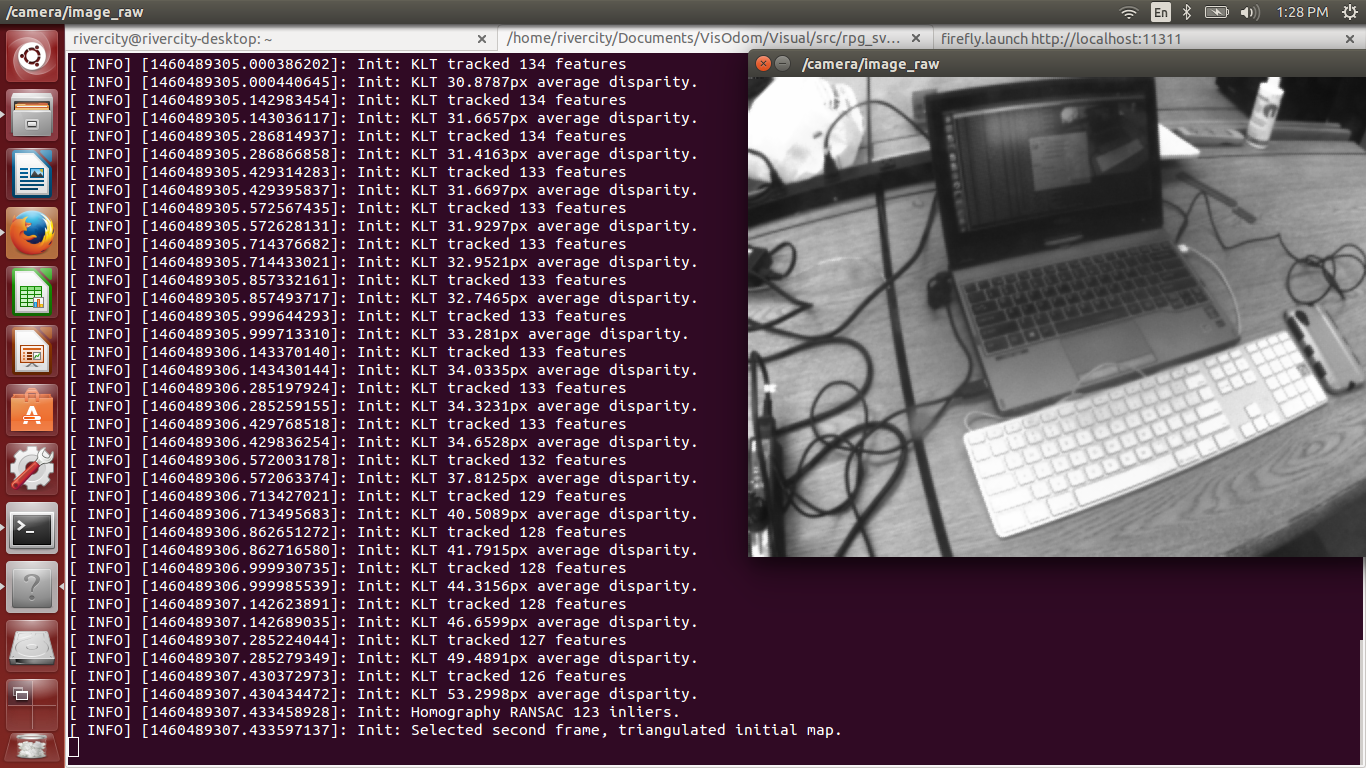 /camera/image_raw
En
1:28 PM
rivercity@rivercity-desktop: ~
/home/rivercity/Documents/VisOdom/Visual/src/rpg_sv...
firefly.launch http://localhost:11311
/camera/image_raw
[ INFO] [1460489305.000386202]: Init: KLT tracked 134 features
[ INFO] [1460489305.000440645]: Init: KLT 30.8787px average disparity.
[ INFO] [1460489305.142983454]: Init: KLT tracked 134 features
[ INFO] [1460489305.143036117]: Init: KLT 31.6657px average disparity.
[ INFO] [1460489305.286814937]: Init: KLT tracked 134 features
[ INFO] [1460489305.286866858]: Init: KLT 31.4163px average disparity.
[ INFO] [1460489305.429314283]: Init: KLT tracked 133 features
[ INFO] [1460489305.429395837]: Init: KLT 31.6697px average disparity.
[ INFO] [1460489305.572567435]: Init: KLT tracked 133 features
[ INFO] [1460489305.572628131]: Init: KLT 31.9297px average disparity.
[ INFO] [1460489305.714376682]: Init: KLT tracked 133 features
[ INFO] [1460489305.714433021]: Init: KLT 32.9521px average disparity.
[ INFO] [1460489305.857332161]: Init: KLT tracked 133 features
[ INFO] [1460489305.857493717]: Init: KLT 32.7465px average disparity.
[ INFO] [1460489305.999644293]: Init: KLT tracked 133 features
[ INFO] [1460489305.999713310]: Init: KLT 33.281px average disparity.
[ INFO] [1460489306.143370140]: Init: KLT tracked 133 features
[ INFO] [1460489306.143430144]: Init: KLT 34.0335px average disparity.
[ INFO] [1460489306.285197924]: Init: KLT tracked 133 features
[ INFO] [1460489306.285259155]: Init: KLT 34.3231px average disparity.
[ INFO] [1460489306.429768518]: Init: KLT tracked 133 features
[ INFO] [1460489306.429836254]: Init: KLT 34.6528px average disparity.
[ INFO] [1460489306.572003178]: Init: KLT tracked 132 features
[ INFO] [1460489306.572063374]: Init: KLT 37.8125px average disparity.
[ INFO] [1460489306.713427021]: Init: KLT tracked 129 features
[ INFO] [1460489306.713495683]: Init: KLT 40.5089px average disparity.
[ INFO] [1460489306.862651272]: Init: KLT tracked 128 features
[ INFO] [1460489306.862716580]: Init: KLT 41.7915px average disparity.
[ INFO] [1460489306.999930735]: Init: KLT tracked 128 features
[ INFO] [1460489306.999985539]: Init: KLT 44.3156px average disparity.
[ INFO] [1460489307.142623891]: Init: KLT tracked 128 features
[ INFO] [1460489307.142689035]: Init: KLT 46.6599px average disparity.
[ INFO] [1460489307.285224044]: Init: KLT tracked 127 features
[ INFO] [1460489307.285279349]: Init: KLT 49.4891px average disparity.
[ INFO] [1460489307.430372973]: Init: KLT tracked 126 features
[ INFO] [1460489307.430434472]: Init: KLT 53.2998px average disparity.
[ INFO] [1460489307.433458928]: Init: Homography RANSAC 123 inliers.
[ INFO] [1460489307.433597137]: Init: Selected second frame, triangulated initial map.